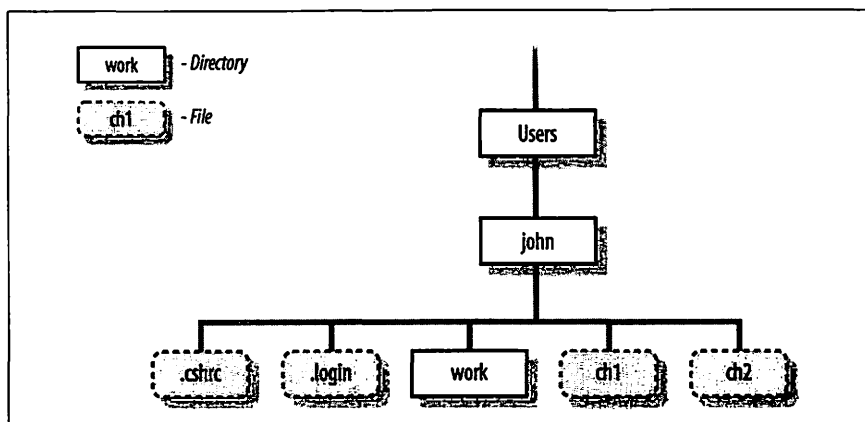 work - Directory
ch1 - File
Users
john
.cshrc .login work ch1 ch2